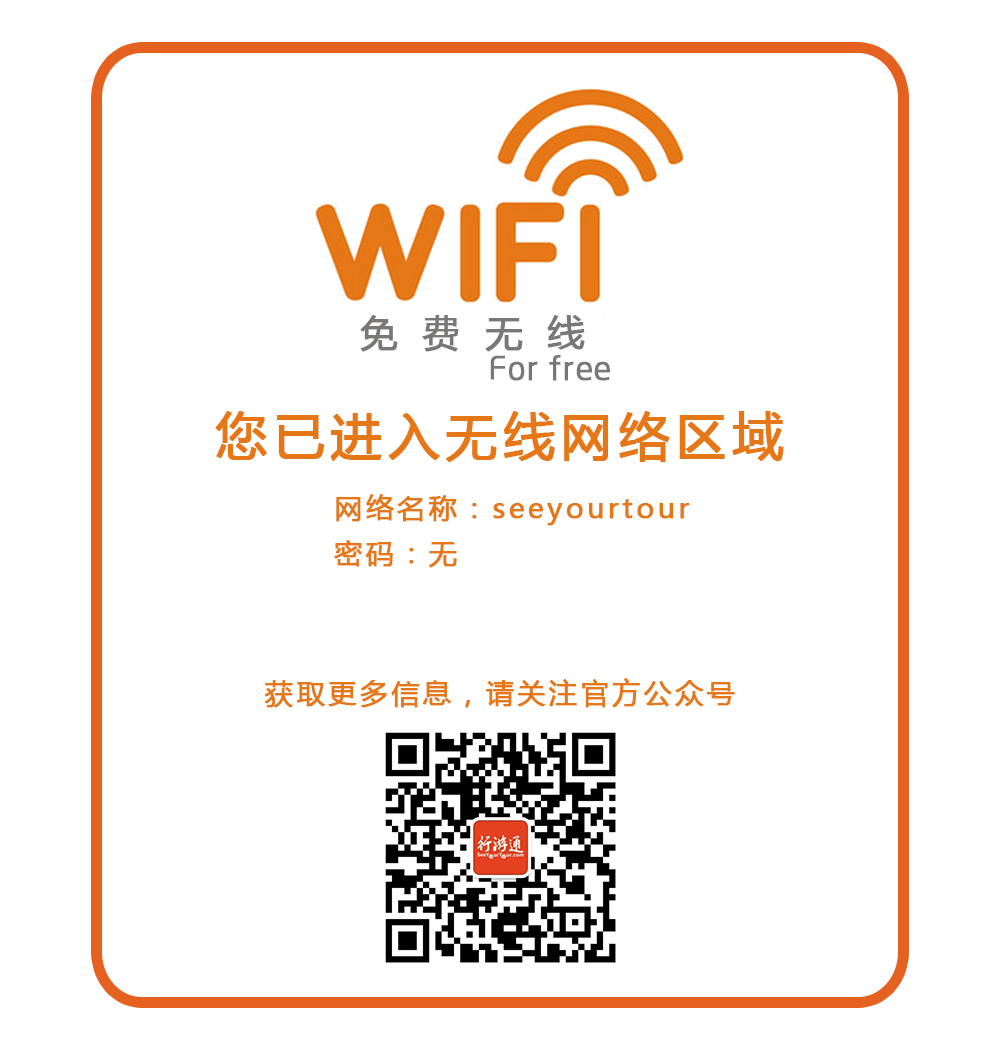 WIFI
免费无线
For free
您已进入无线网络区域
网络名称：seeyourtour
密码：无
获取更多信息，请关注官方公众号
行游通
SeeYourTour.com